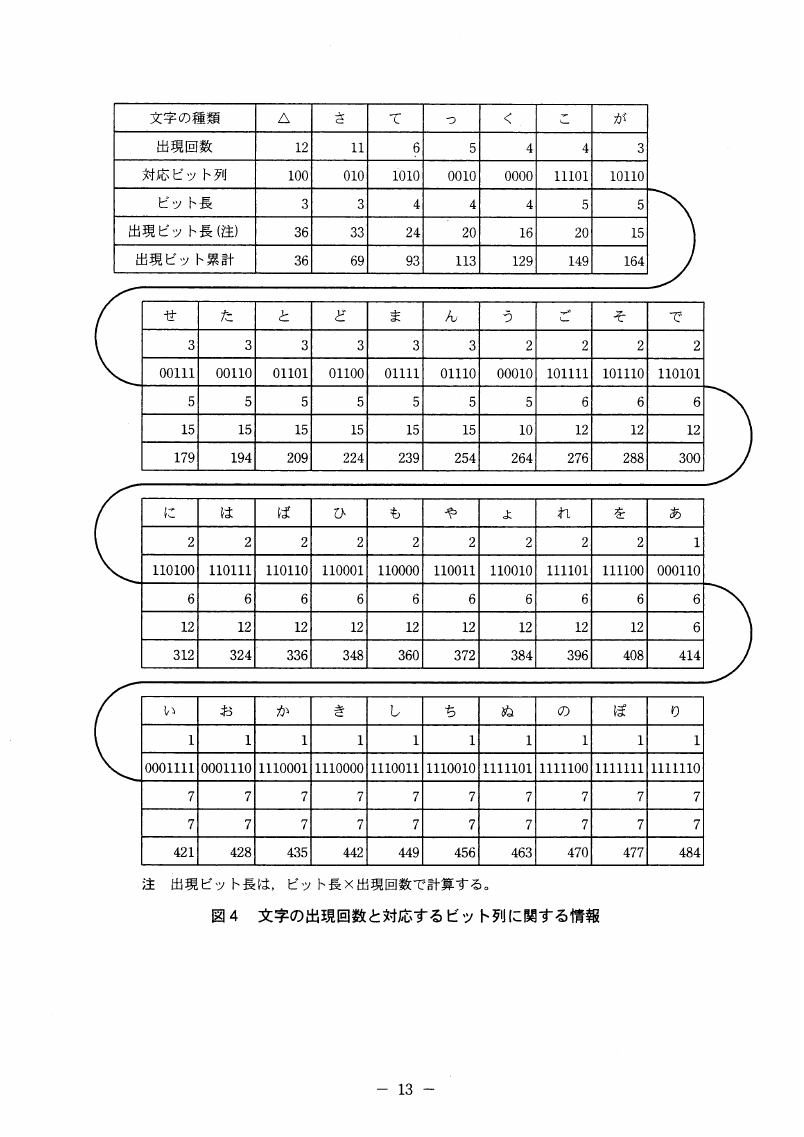 文字の種類 △ さ て っ く こ が
出現回数 12 11 6 5 4 4 3
対応ビット列 100 010 1010 0010 0000 11101 10110
ビット長 3 3 4 4 4 5 5
出現ビット長(注) 36 33 24 20 16 20 15
出現ビット累計 36 69 93 113 129 149 164
せ た と ど ま ん う ご そ で
3 3 3 3 3 3 2 2 2 2
00111 00110 01101 01100 01111 01110 00010 101111 101110 110101
5 5 5 5 5 5 5 6 6 6
15 15 15 15 15 15 10 12 12 12
179 194 209 224 239 254 264 276 288 300
に は ば ひ も や ょ れ を あ
2 2 2 2 2 2 2 2 2 1
110100 110111 110110 110001 110000 110011 110010 111101 111100 000110
6 6 6 6 6 6 6 6 6 6
12 12 12 12 12 12 12 12 12 6
312 324 336 348 360 372 384 396 408 414
い お か き し ち ぬ の ぽ り
1 1 1 1 1 1 1 1 1 1
0001111 0001110 1110001 1110000 1110011 1110010 1111101 1111100 1111111 1111110
7 7 7 7 7 7 7 7 7 7
7 7 7 7 7 7 7 7 7 7
421 428 435 442 449 456 463 470 477 484
注 出現ビット長は，ビット長×出現回数で計算する。
図4 文字の出現回数と対応するビット列に関する情報
— 13 —